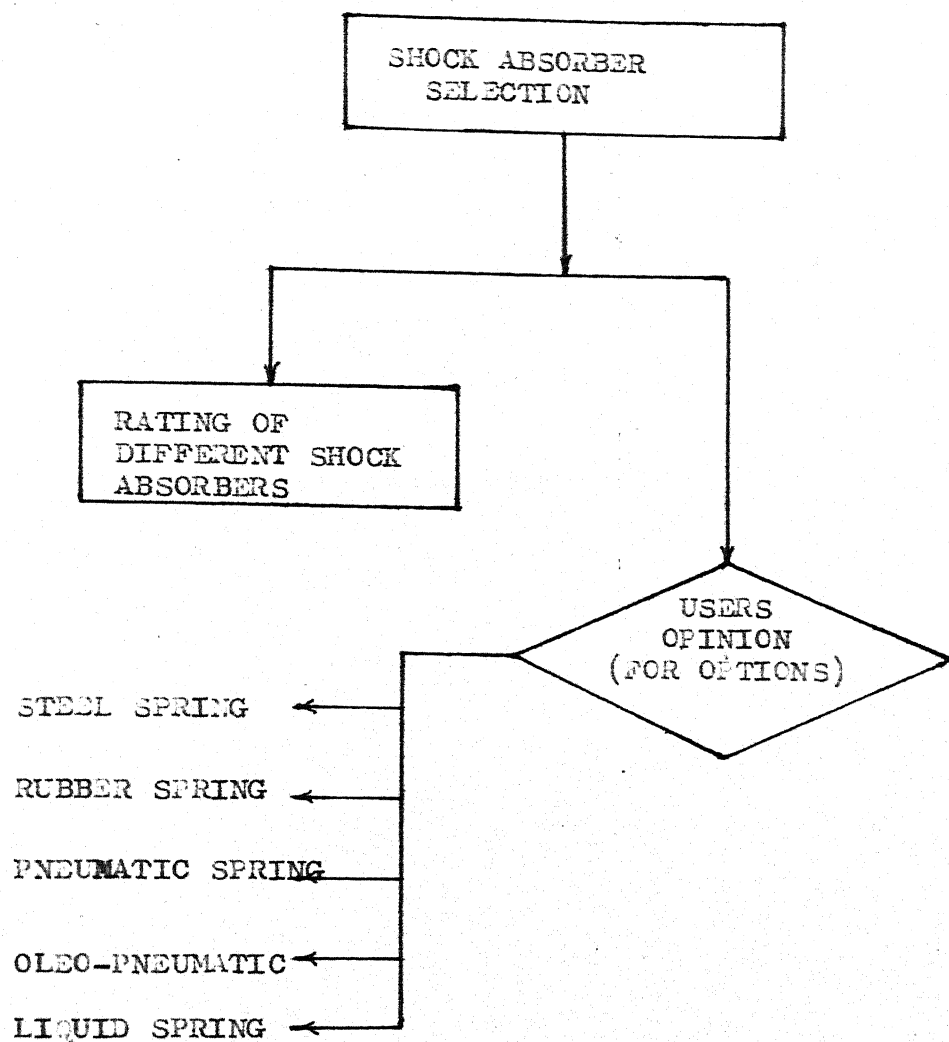 SHOCK ABSORBER
SELECTION
RATING OF
DIFFERENT SHOCK
ABSORBERS
USERS
OPINION
(FOR OPTIONS)
STEEL SPRING
RUBBER SPRING
PNEUMATIC SPRING
OLEO-PNEUMATIC
LIQUID SPRING